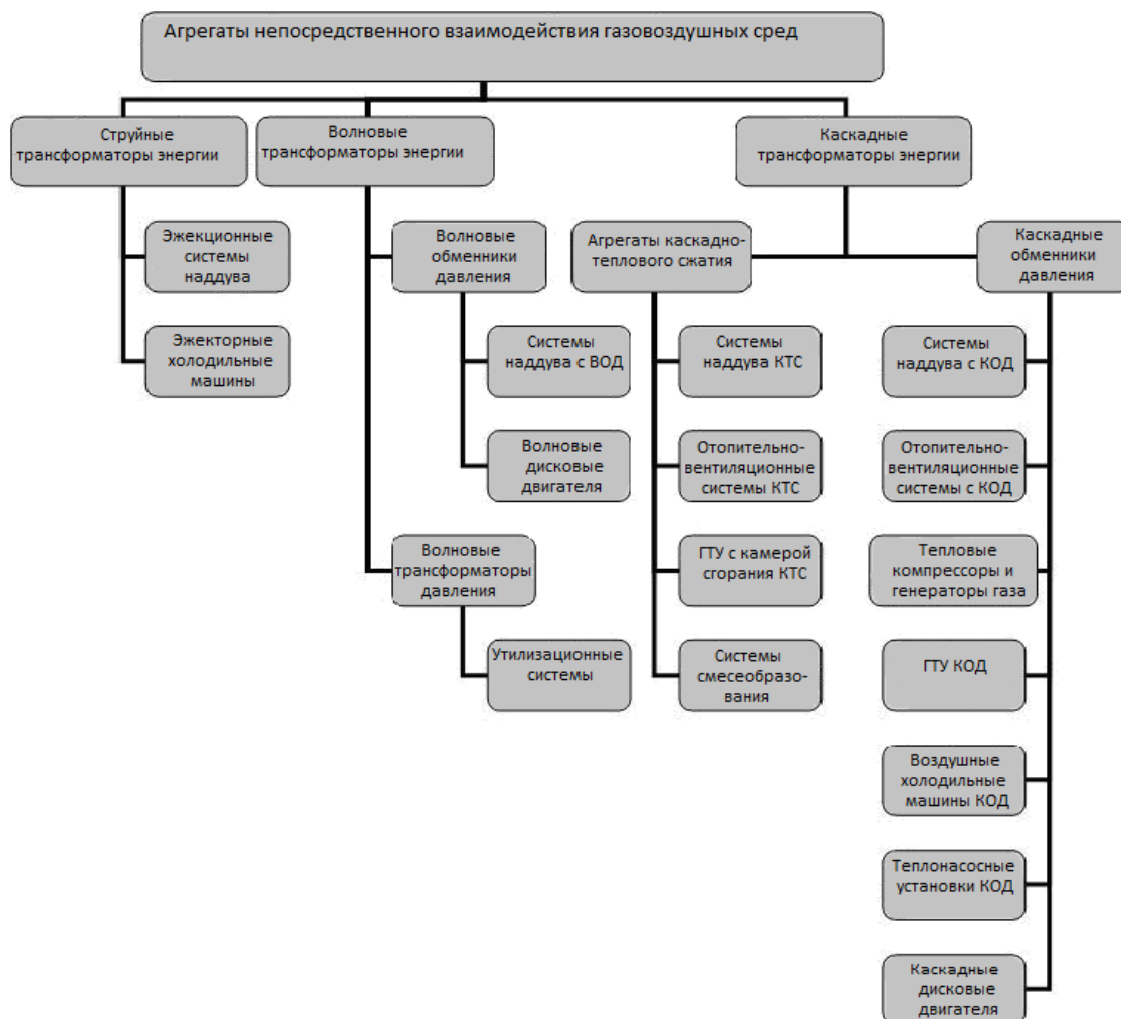 Агрегаты непосредственного взаимодействия газовоздушных сред
Струйные
трансформаторы энергии
Волновые
трансформаторы энергии
Каскадные
трансформаторы энергии
Эжекционные
системы
наддува
Эжекторные
холодильные
машины
Волновые
обменники
давления
Системы
наддува с ВОД
Волновые
дисковые
двигателя
Волновые
трансформаторы
давления
Утилизационные
системы
Агрегаты каскадно-
теплового сжатия
Системы
наддува КТС
Отопительно-
вентиляционные
системы КТС
ГТУ с камерой
сгорания КТС
Системы
смесеобразо-
вания
Каскадные
обменники
давления
Системы
наддува с КОД
Отопительно-
вентиляционные
системы с КОД
Тепловые
компрессоры и
генераторы газа
ГТУ КОД
Воздушные
холодильные
машины КОД
Теплонасосные
установки КОД
Каскадные
дисковые
двигателя